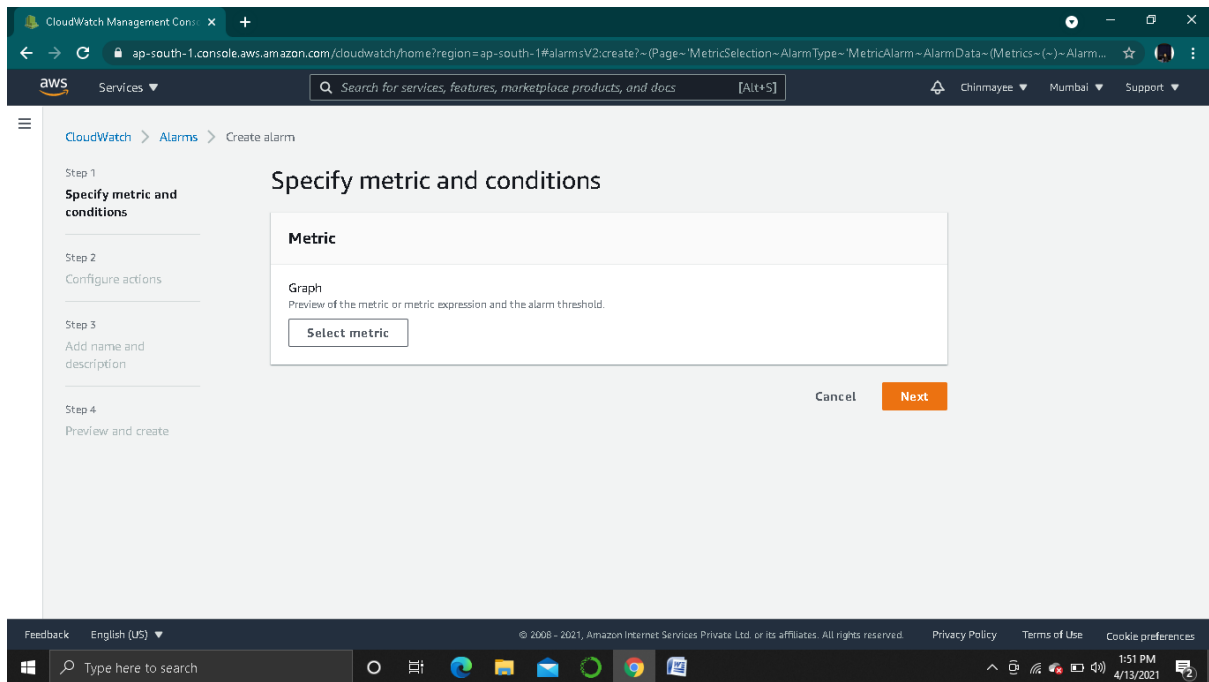 CloudWatch Management Consc
ap-south-1.console.aws.amazon.com/cloudwatch/home?region=ap-south-1#alarmsV2:create?~(Page~'MetricSelection~AlarmType~'MetricAlarm~AlarmData~(Metrics~(~)~Alarm...
aws Services Search for services, features, marketplace products, and docs [Alt+S] Chinmayee Mumbai Support
CloudWatch Alarms Create alarm
Step 1
Specify metric and
conditions
Step 2
Configure actions
Step 3
Add name and
description
Step 4
Preview and create
Specify metric and conditions
Metric
Graph
Preview of the metric or metric expression and the alarm threshold.
Select metric
Cancel Next
Feedback English (US) © 2008 - 2021, Amazon Internet Services Private Ltd. or its affiliates. All rights reserved. Privacy Policy Terms of Use Cookie preferences
Type here to search
1:51 PM
4/13/2021
2